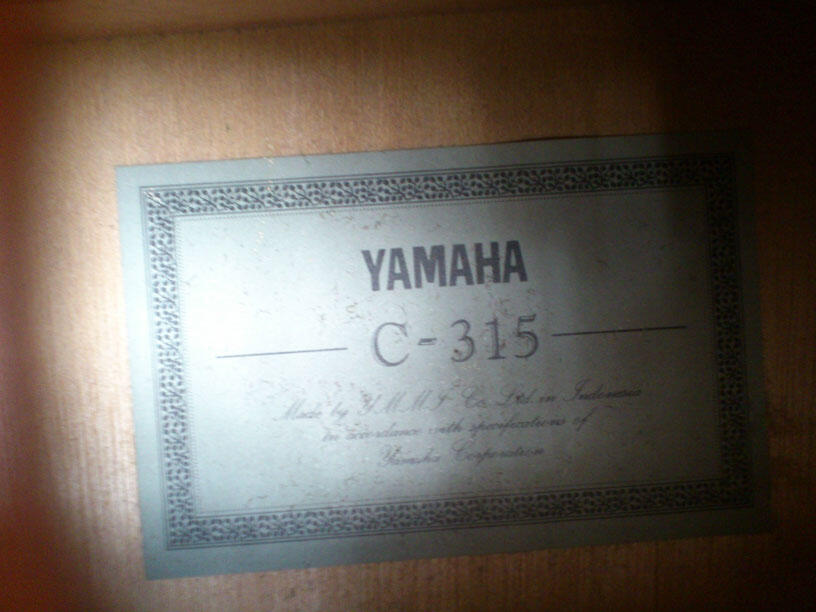 YAMAHA
C-315
Made by Y.M.M.I Co. Ltd. in Indonesia
in accordance with specifications of
Yamaha Corporation